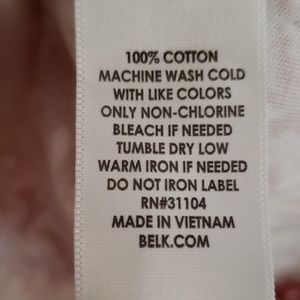 100% COTTON
MACHINE WASH COLD
WITH LIKE COLORS
ONLY NON-CHLORINE
BLEACH IF NEEDED
TUMBLE DRY LOW
WARM IRON IF NEEDED
DO NOT IRON LABEL
RN#31104
MADE IN VIETNAM
BELK.COM